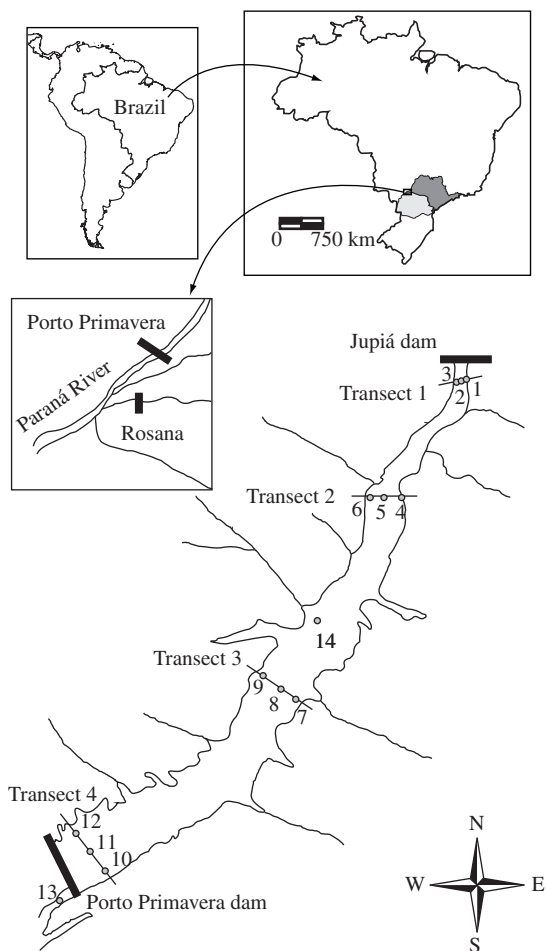 Brazil
0 750 km
Porto Primavera
Paraná River
Rosana
Jupiá dam
3
2
1
Transect 1
Transect 2
6 5 4
14
Transect 3
9
8
7
Transect 4
12
11
10
13
Porto Primavera dam
N
W E
S